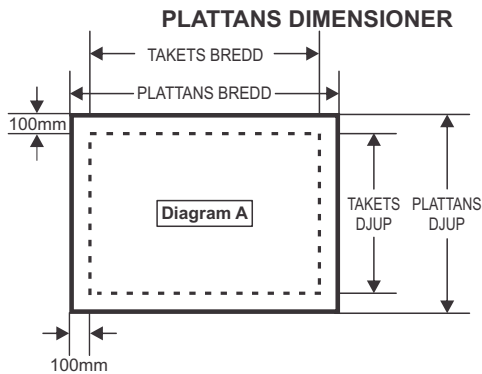 PLATTANS DIMENSIONER
TAKETS BREDD
PLATTANS BREDD
100mm
Diagram A
TAKETS
DJUP
PLATTANS
DJUP
100mm